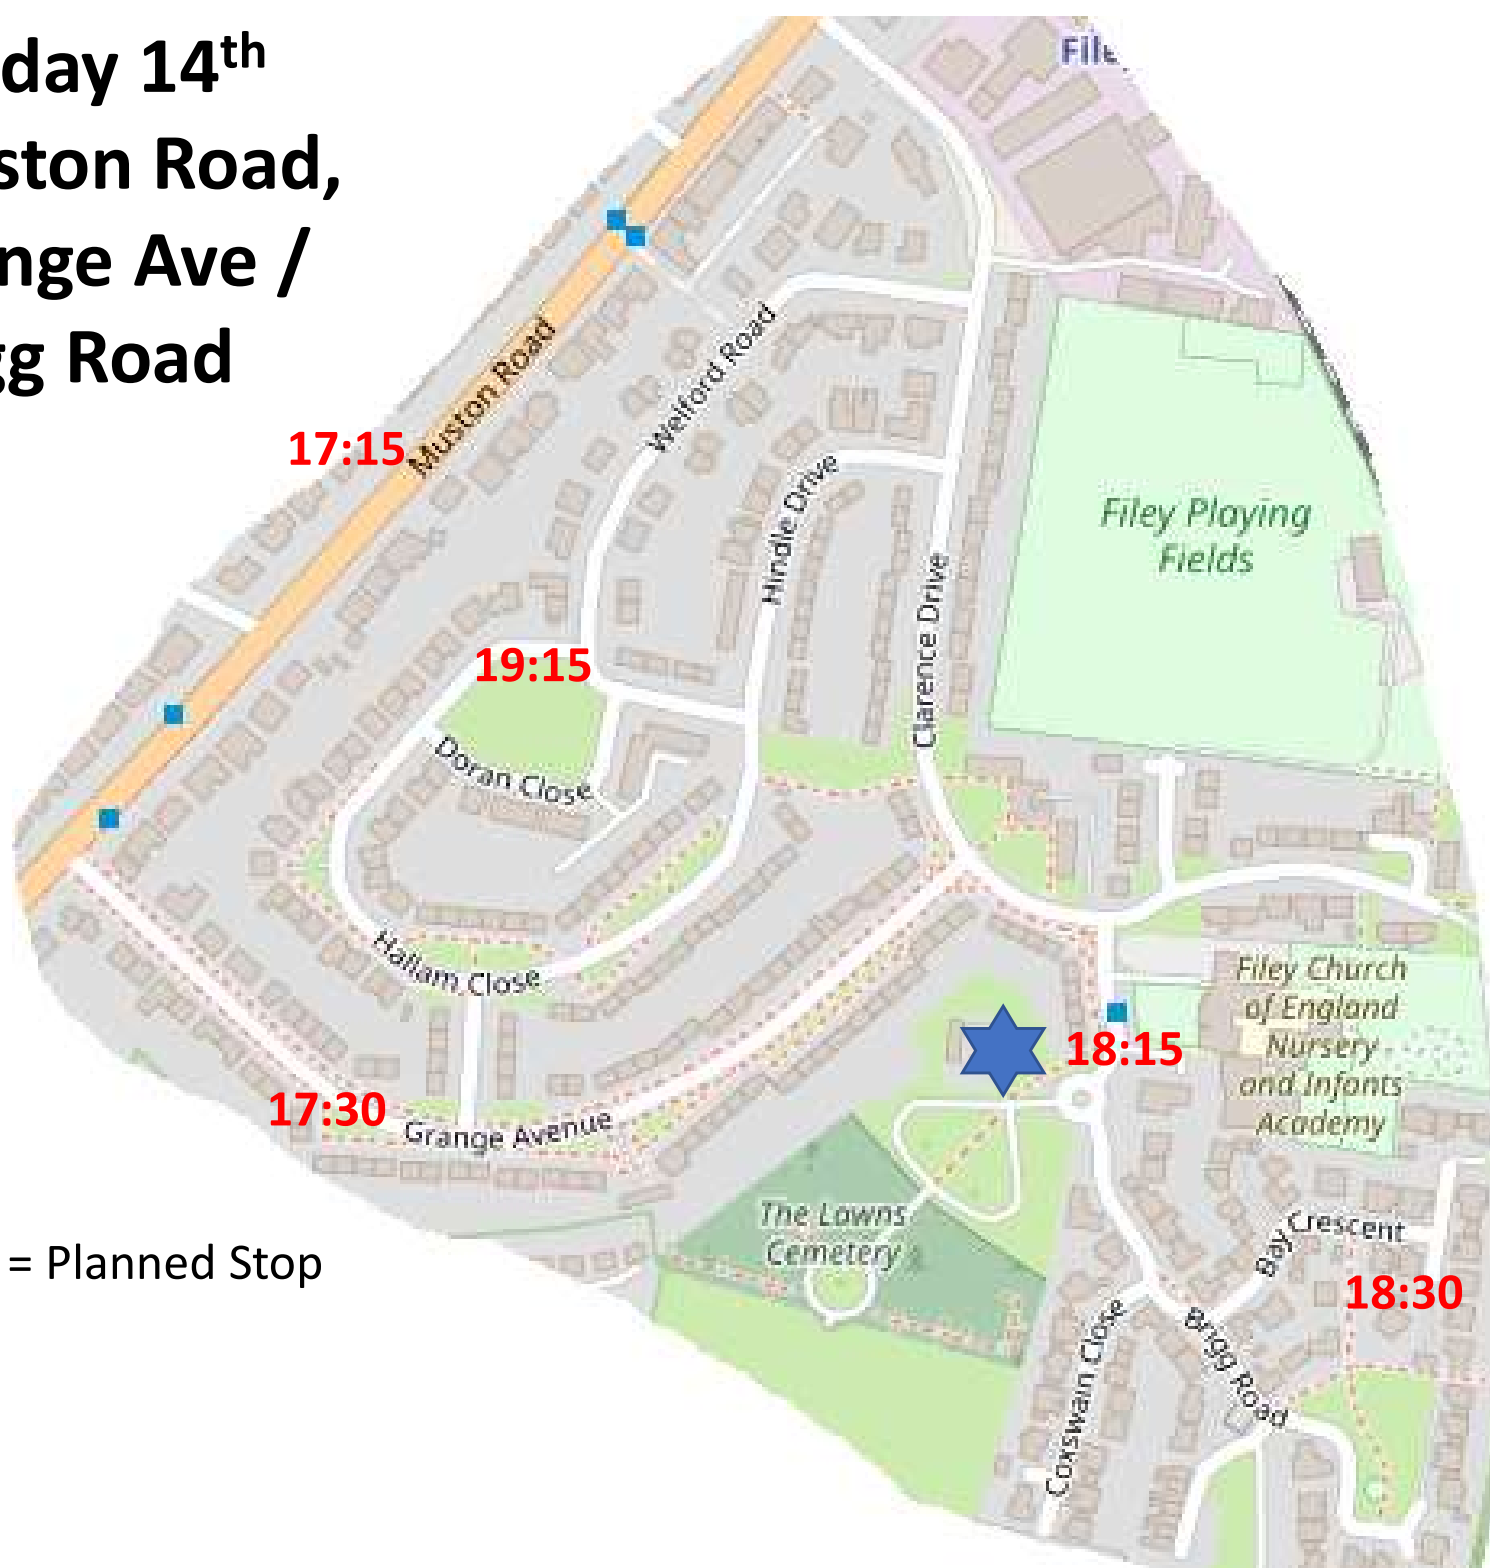 day 14th
ston Road,
nge Ave /
gg Road
Muston Road
17:15
Welford Road
Hindle Drive
Clarence Drive
Filey Playing
Fields
19:15
Doran Close
Hallam Close
17:30
Grange Avenue
18:15
Filey Church
of England
Nursery
and Infants
Academy
The Lawns
Cemetery
= Planned Stop
Bay Crescent
18:30
Brigg Road
Coxswain Close